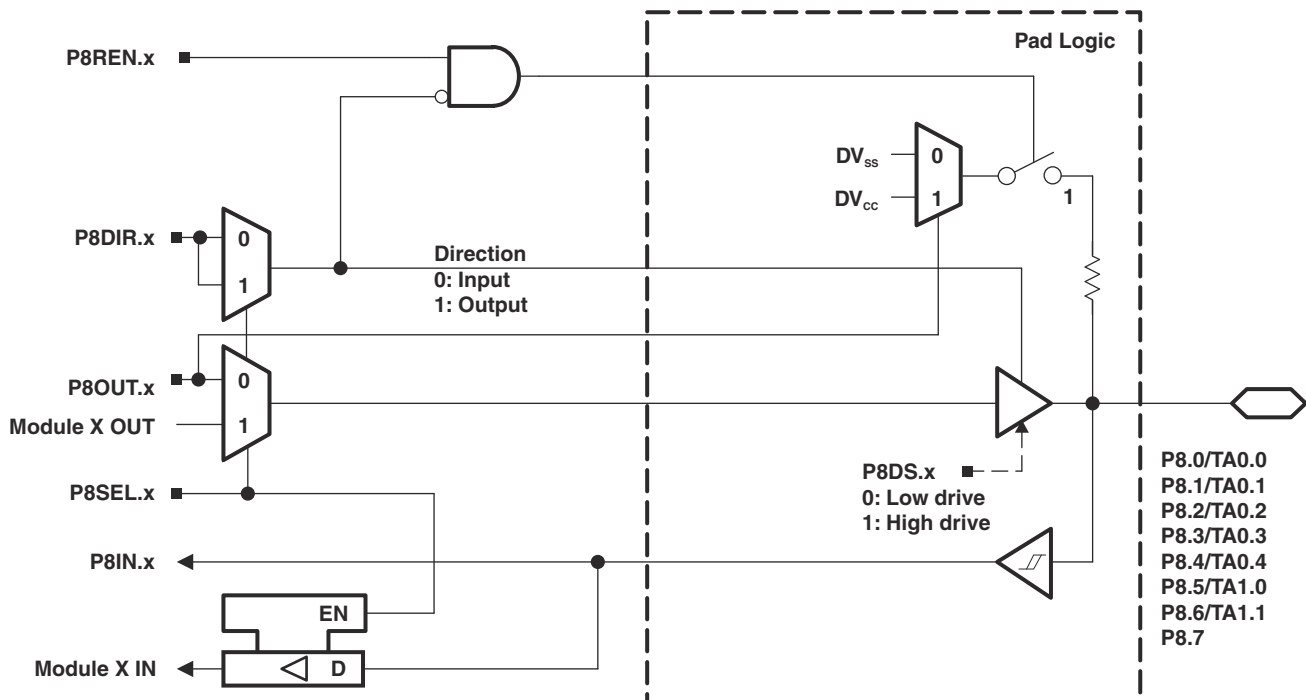 Pad Logic
P8REN.x
DVss
0
DVcc
1
1
P8DIR.x
0
1
Direction
0: Input
1: Output
P8OUT.x
0
Module X OUT
1
P8SEL.x
P8DS.x
0: Low drive
1: High drive
P8IN.x
EN
D
Module X IN
P8.0/TA0.0
P8.1/TA0.1
P8.2/TA0.2
P8.3/TA0.3
P8.4/TA0.4
P8.5/TA1.0
P8.6/TA1.1
P8.7